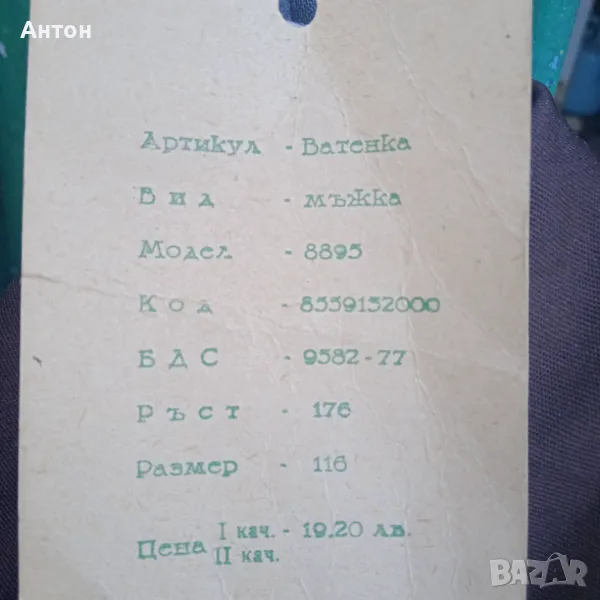 Антон
Артикул - Ватенка
Вид - мъжка
Модел - 8895
Код - 8559152000
БДС - 9582-77
Ръст - 176
Размер - 116
Цена I кач. - 19.20 лв.
II кач.
BAZAR